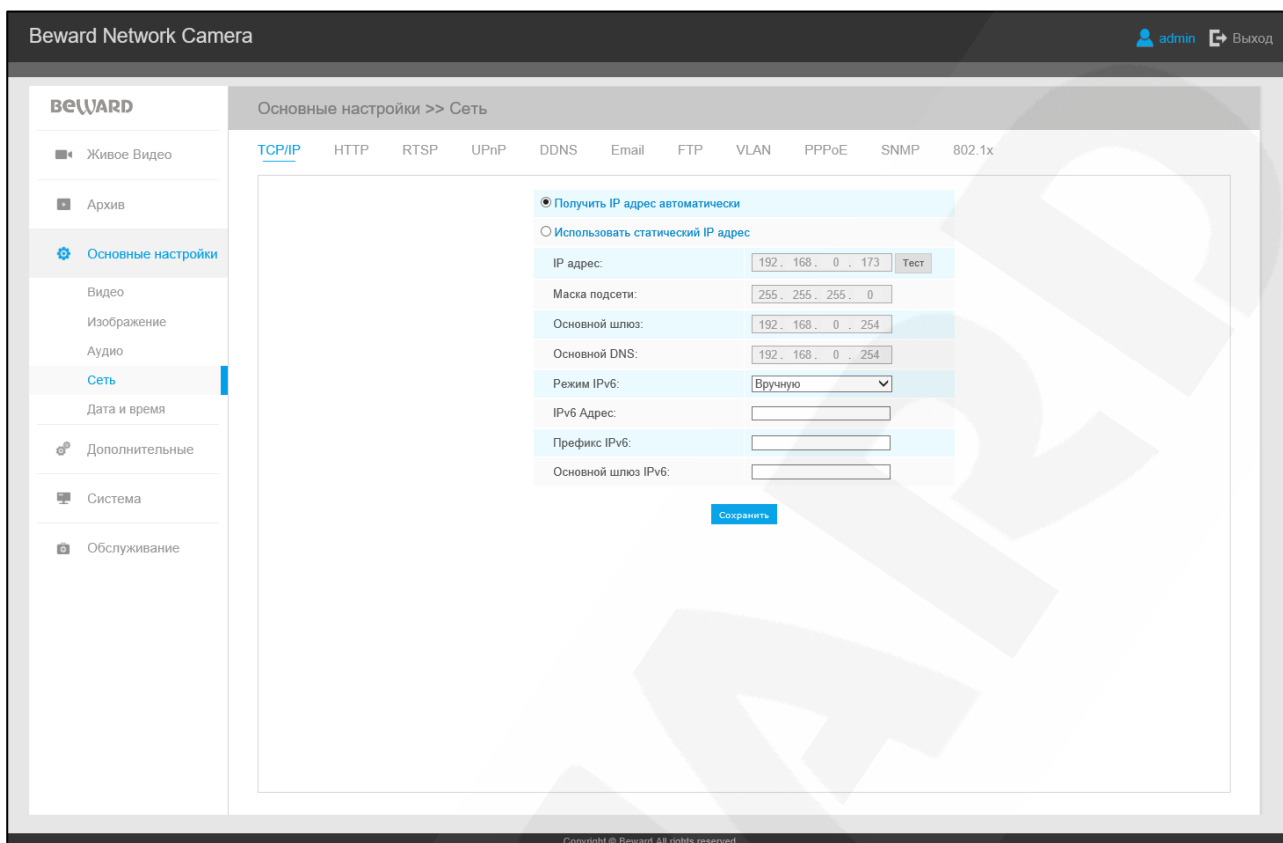 Beward Network Camera
admin Выход
BEWARD
Основные настройки >> Сеть
Живое Видео
Архив
Основные настройки
Видео
Изображение
Аудио
Сеть
Дата и время
Дополнительные
Система
Обслуживание
TCP/IP HTTP RTSP UPnP DDNS Email FTP VLAN PPPoE SNMP 802.1x
Получить IP адрес автоматически
Использовать статический IP адрес
IP адрес: 192. 168. 0 . 173 Тест
Маска подсети: 255. 255. 255. 0
Основной шлюз: 192. 168. 0 . 254
Основной DNS: 192. 168. 0 . 254
Режим IPv6: Вручную
IPv6 Адрес:
Префикс IPv6:
Основной шлюз IPv6:
Сохранить
Copyright © Beward All rights reserved